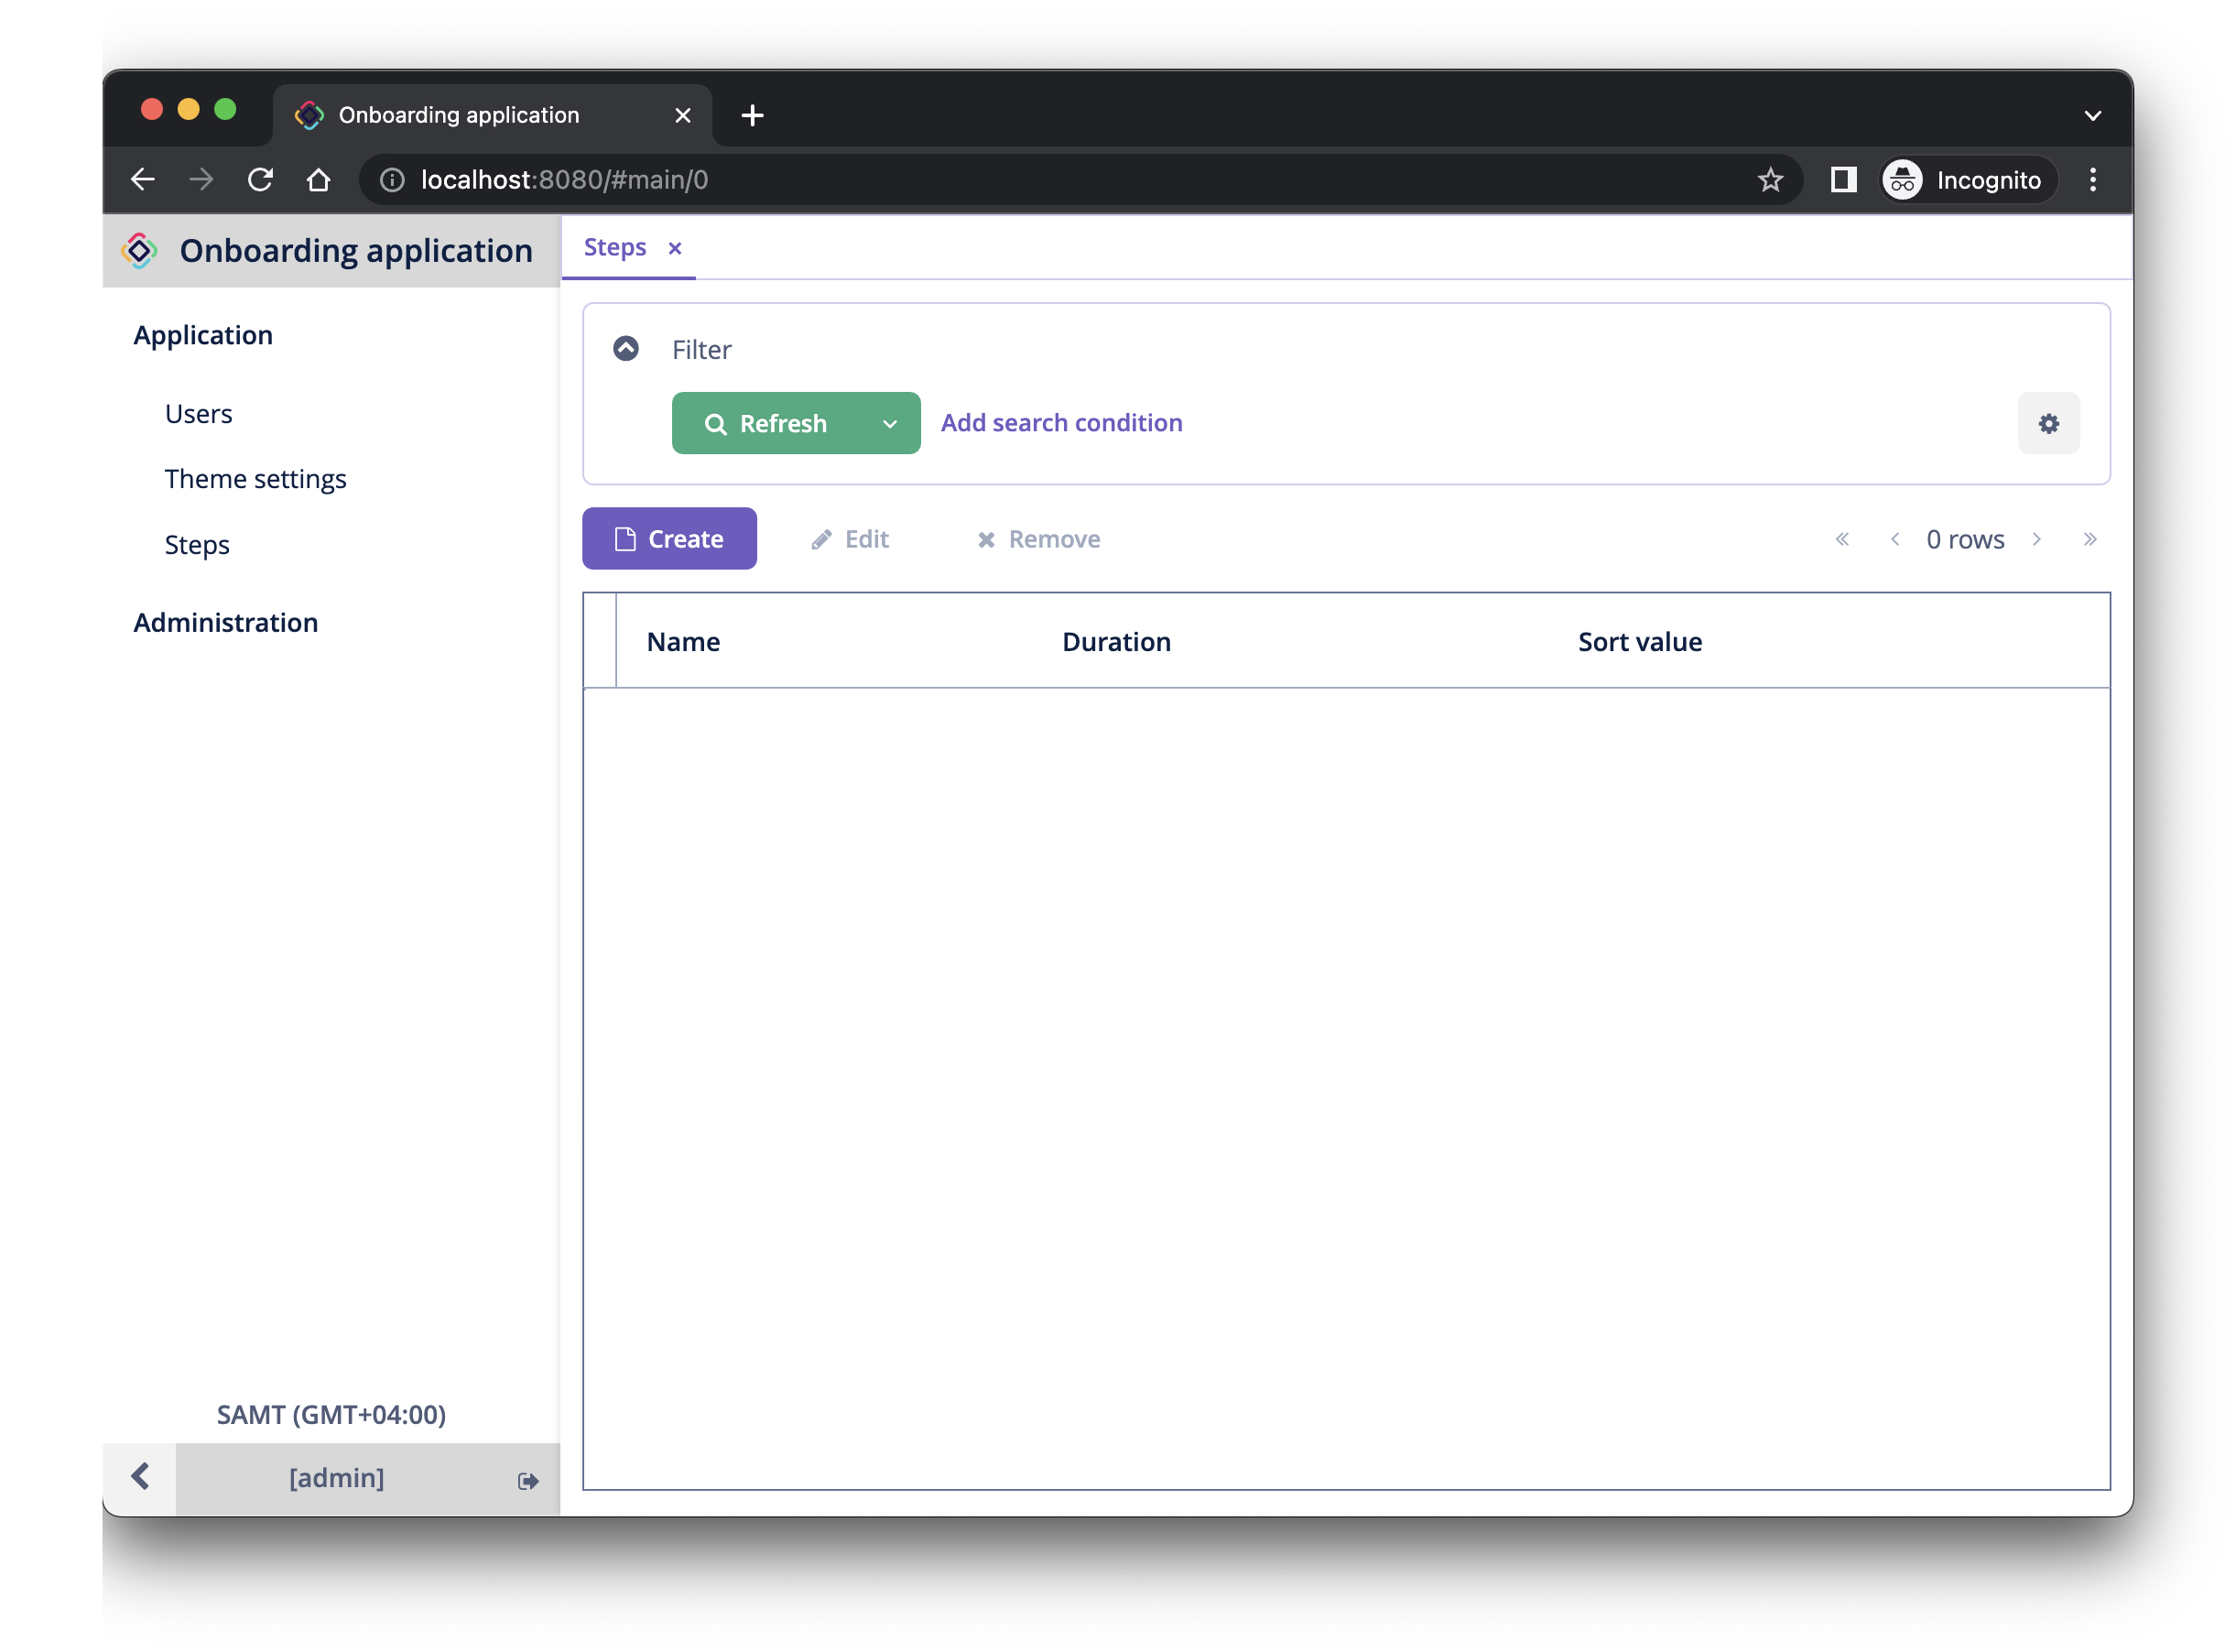 Onboarding application
localhost:8080/#main/0
Incognito
Onboarding application
Application
Users
Theme settings
Steps
Administration
SAMT (GMT+04:00)
[admin]
Steps
Filter
Refresh
Add search condition
Create
Edit
Remove
0 rows
Name Duration Sort value